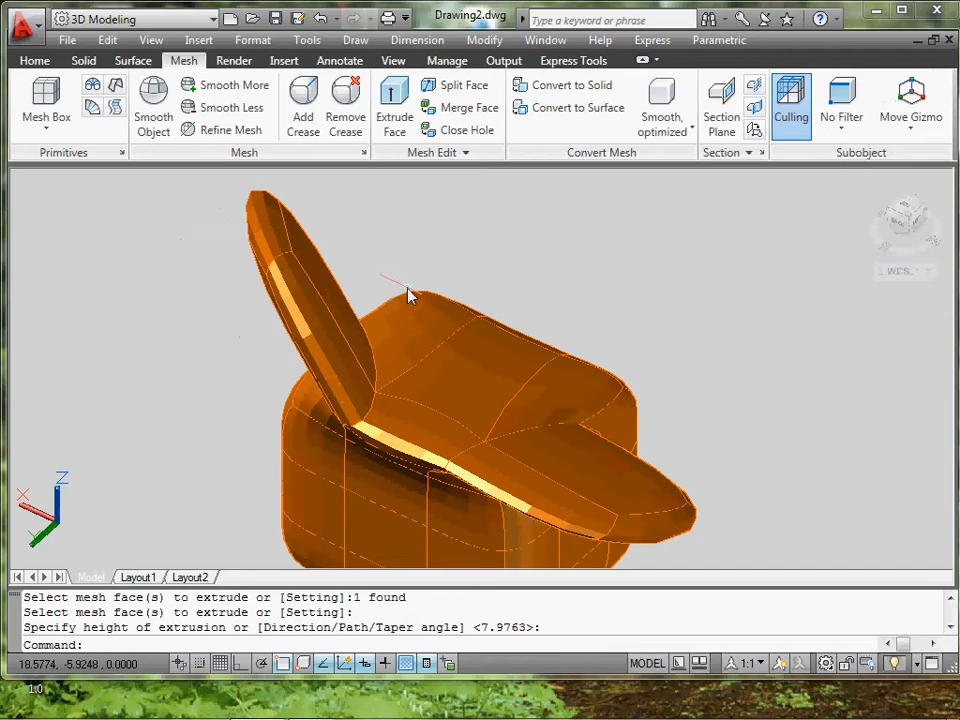 3D Modeling Drawing2.dwg Type a keyword or phrase
File Edit View Insert Format Tools Draw Dimension Modify Window Help Express Parametric
Home Solid Surface Mesh Render Insert Annotate View Manage Output Express Tools
Mesh Box Smooth Object Smooth More Smooth Less Refine Mesh Add Crease Remove Crease Extrude Face Split Face Merge Face Close Hole Convert to Solid Convert to Surface Smooth, optimized Section Plane Culling No Filter Move Gizmo
Primitives Mesh Mesh Edit Convert Mesh Section Subobject
WCS
Z
X
Y
Model Layout1 Layout2
Select mesh face(s) to extrude or [Setting]:1 found
Select mesh face(s) to extrude or [Setting]:
Specify height of extrusion or [Direction/Path/Taper angle] <7.9763>:
Command:
18.5774, -5.9248, 0.0000 MODEL 1:1
1.0